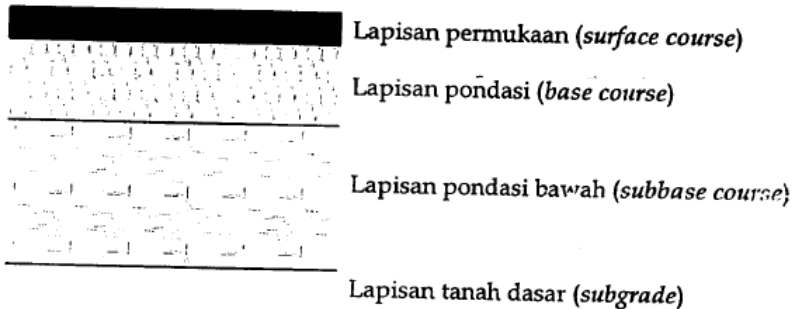 Lapisan permukaan (surface course)
Lapisan pondasi (base course)
Lapisan pondasi bawah (subbase course)
Lapisan tanah dasar (subgrade)